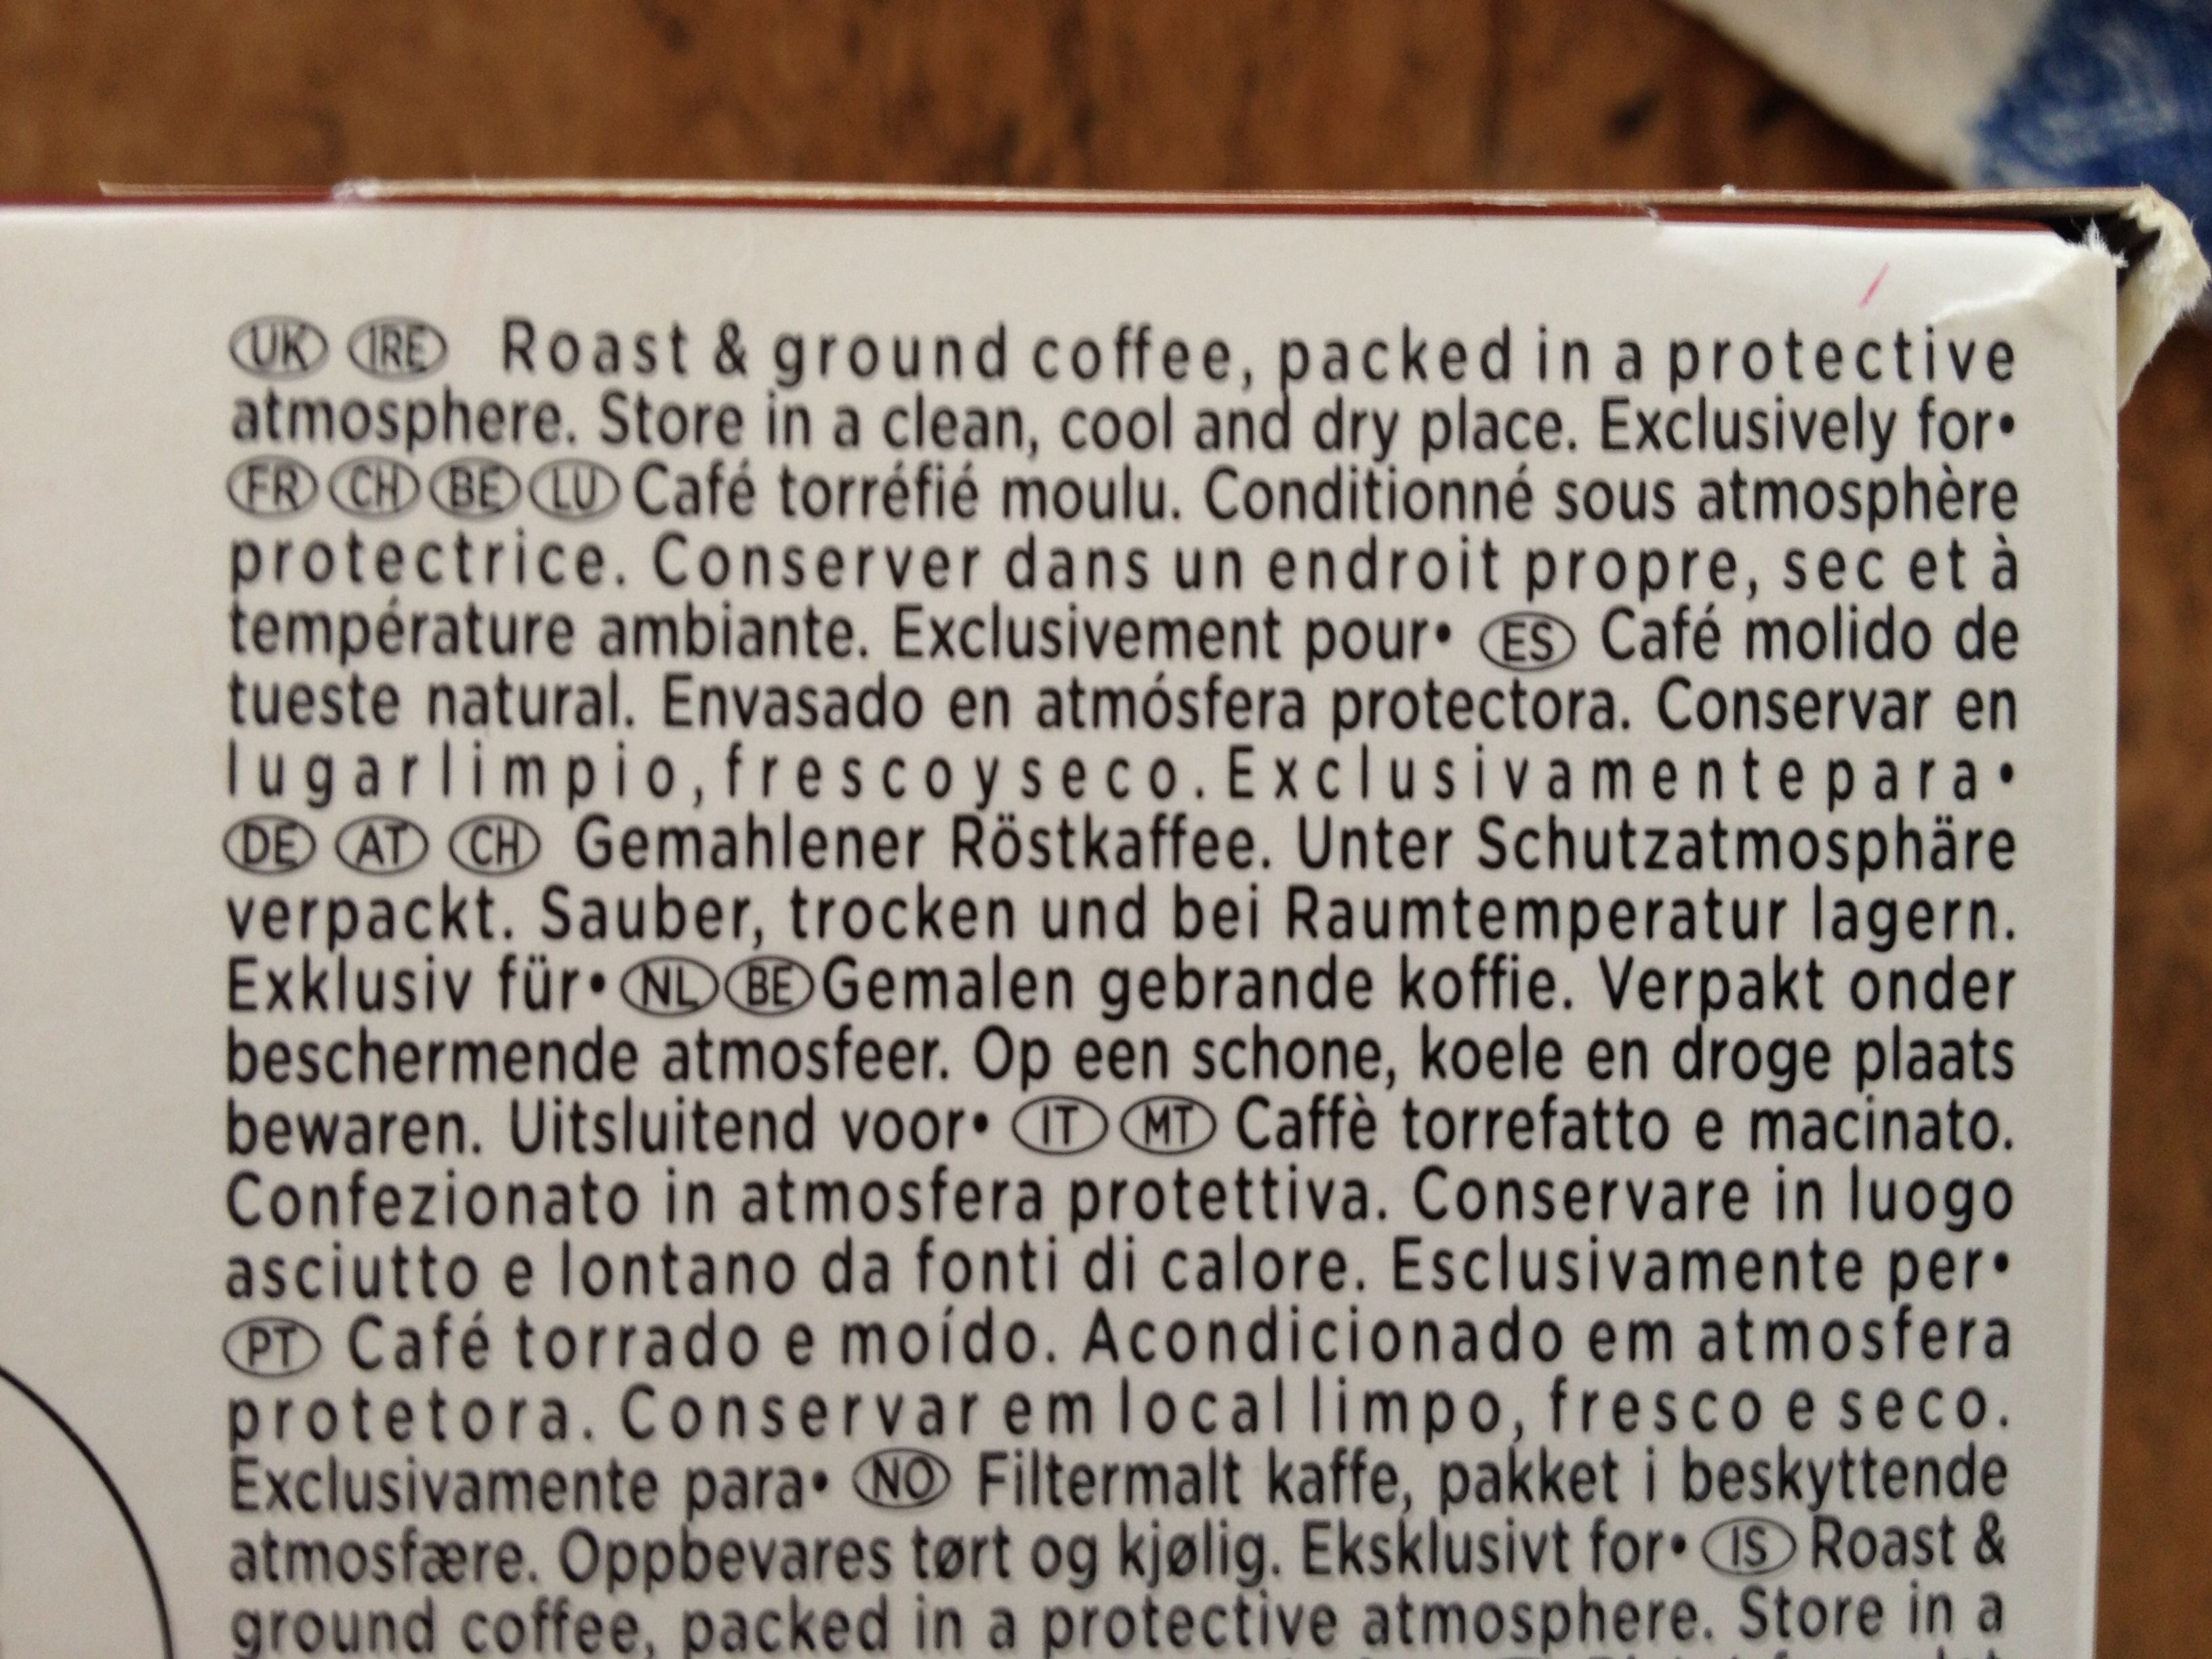 UK IRE Roast & ground coffee, packed in a protective
atmosphere. Store in a clean, cool and dry place. Exclusively for•
FR CH BE LU Café torréfié moulu. Conditionné sous atmosphère
protectrice. Conserver dans un endroit propre, sec et à
température ambiante. Exclusivement pour• ES Café molido de
tueste natural. Envasado en atmósfera protectora. Conservar en
lugar limpio, fresco y seco. Exclusivamente para•
DE AT CH Gemahlener Röstkaffee. Unter Schutzatmosphäre
verpackt. Sauber, trocken und bei Raumtemperatur lagern.
Exklusiv für• NL BE Gemalen gebrande koffie. Verpakt onder
beschermende atmosfeer. Op een schone, koele en droge plaats
bewaren. Uitsluitend voor• IT MT Caffè torrefatto e macinato.
Confezionato in atmosfera protettiva. Conservare in luogo
asciutto e lontano da fonti di calore. Esclusivamente per•
PT Café torrado e moído. Acondicionado em atmosfera
protetora. Conservar em local limpo, fresco e seco.
Exclusivamente para• NO Filtermalt kaffe, pakket i beskyttende
atmosfære. Oppbevares tørt og kjølig. Eksklusivt for• IS Roast &
ground coffee, packed in a protective atmosphere. Store in a